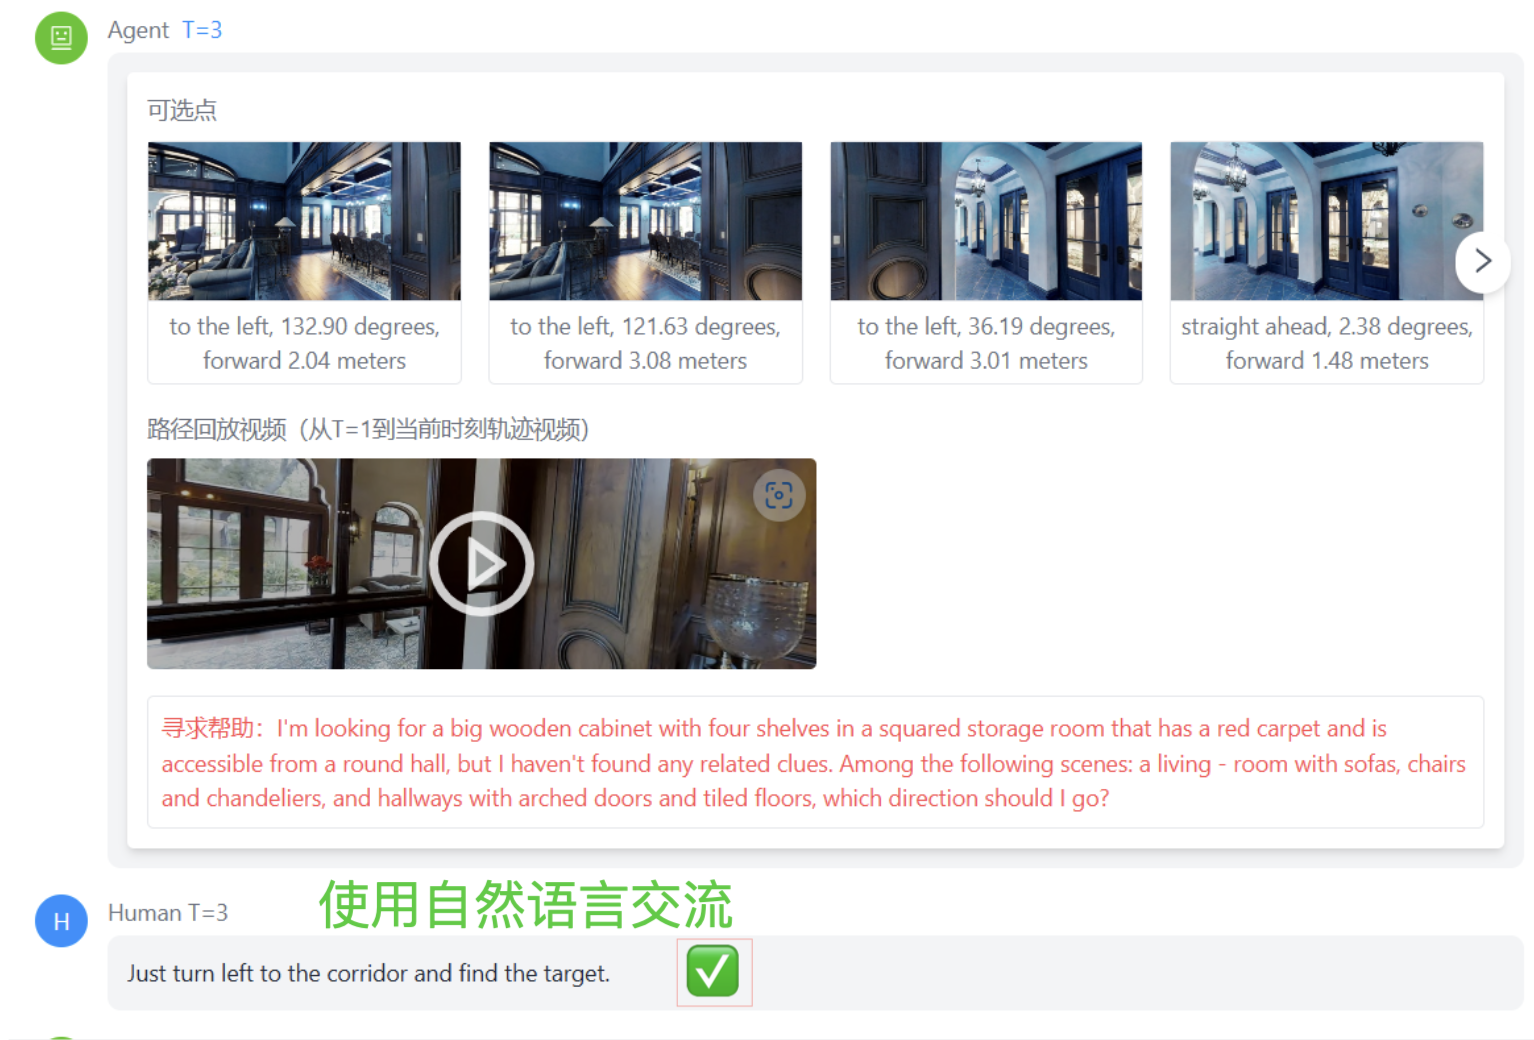 Agent T=3
可选点
to the left, 132.90 degrees,
forward 2.04 meters
to the left, 121.63 degrees,
forward 3.08 meters
to the left, 36.19 degrees,
forward 3.01 meters
straight ahead, 2.38 degrees,
forward 1.48 meters
路径回放视频（从T=1到当前时刻轨迹视频）
寻求帮助：I'm looking for a big wooden cabinet with four shelves in a squared storage room that has a red carpet and is
accessible from a round hall, but I haven't found any related clues. Among the following scenes: a living - room with sofas, chairs
and chandeliers, and hallways with arched doors and tiled floors, which direction should I go?
H
Human T=3
使用自然语言交流
Just turn left to the corridor and find the target.